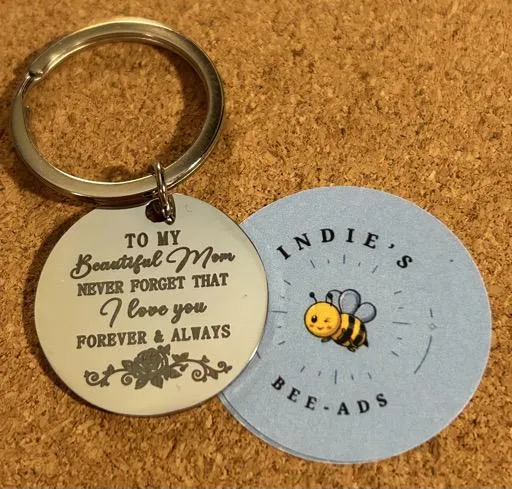 TO MY
Beautiful Mom
NEVER FORGET THAT
I love you
FOREVER & ALWAYS
INDIE'S
BEE-ADS